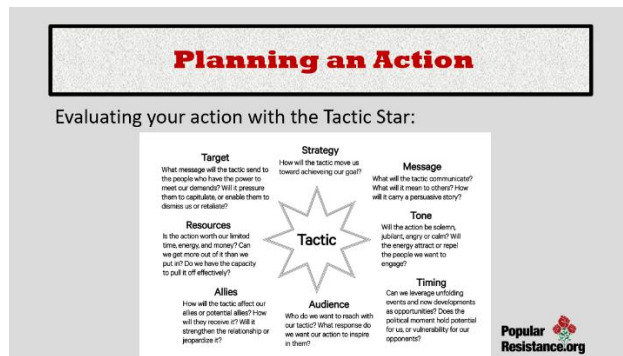 Planning an Action
Evaluating your action with the Tactic Star:
Strategy
How will the tactic move us
toward achieving our goal?
Target
What message will the tactic send to
the people who have the power to
meet our demands? Will it pressure
them to capitulate, or enable them to
dismiss us or retaliate?
Message
What will the tactic communicate?
What will it mean to others? How
will it carry a persuasive story?
Resources
Is the action worth our limited
time, energy, and money? Can
we get more out of it than we
put in? Do we have the capacity
to pull it off effectively?
Tactic
Tone
Will the action be solemn,
jubilant, angry or calm? Will
the energy attract or repel
the people we want to
engage?
Allies
How will the tactic affect our
allies or potential allies? How
will they receive it? Will it
strengthen the relationship or
jeopardize it?
Audience
Who do we want to reach with
our tactic? What response do
we want our action to inspire
in them?
Timing
Can we leverage unfolding
events and new developments
as opportunities? Does the
political moment hold potential
for us, or vulnerability for our
opponents?
Popular
Resistance.org